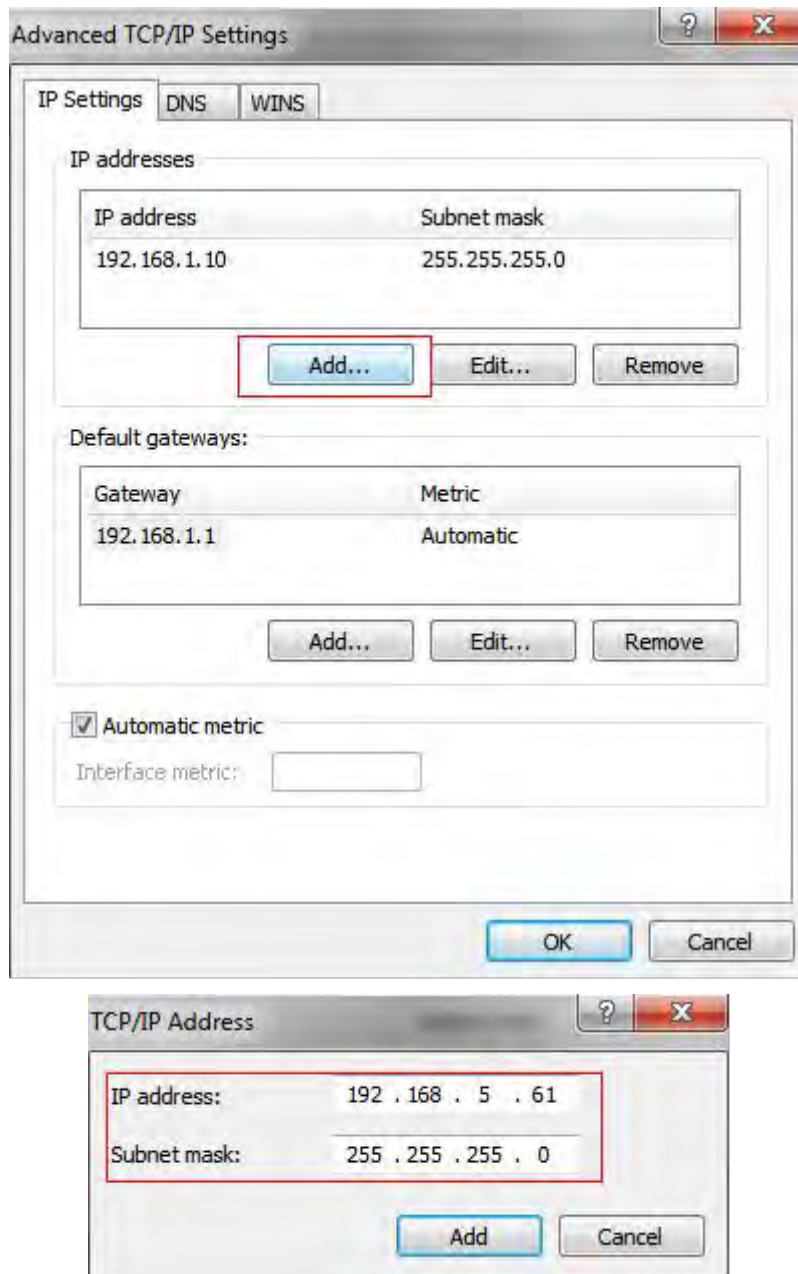 Advanced TCP/IP Settings
IP Settings DNS WINS
IP addresses
IP address Subnet mask
192.168.1.10 255.255.255.0
Add... Edit... Remove
Default gateways:
Gateway Metric
192.168.1.1 Automatic
Add... Edit... Remove
Automatic metric
Interface metric:
OK Cancel
TCP/IP Address
IP address: 192 . 168 . 5 . 61
Subnet mask: 255 . 255 . 255 . 0
Add Cancel